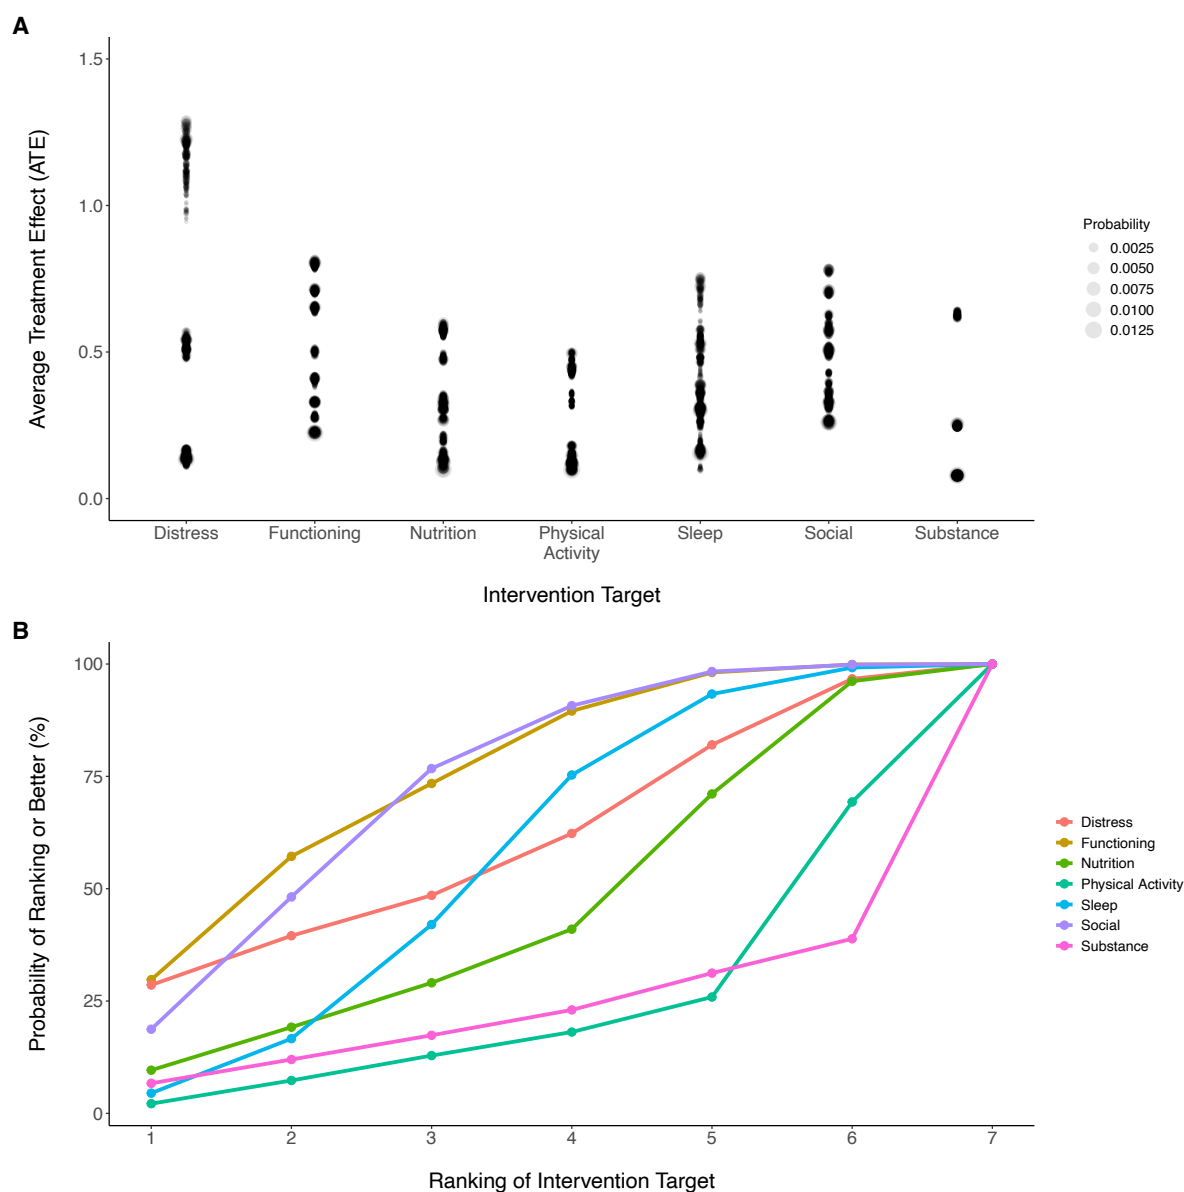 A
Average Treatment Effect (ATE)
1.5
1.0
0.5
0.0
Distress
Functioning
Nutrition
Physical
Activity
Sleep
Social
Substance
Intervention Target
Probability
0.0025
0.0050
0.0075
0.0100
0.0125
B
Probability of Ranking or Better (%)
100
75
50
25
0
1
2
3
4
5
6
7
Ranking of Intervention Target
Distress
Functioning
Nutrition
Physical Activity
Sleep
Social
Substance